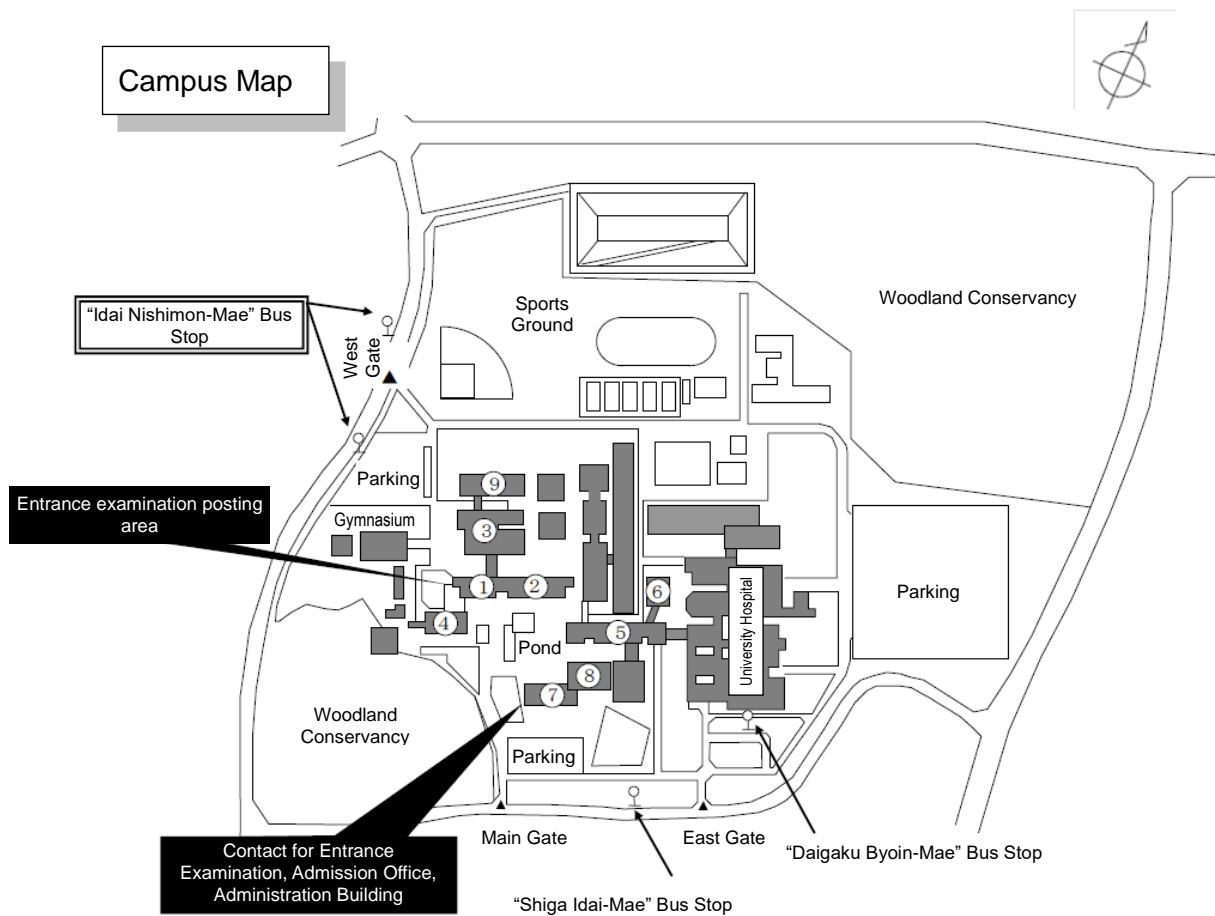 Campus Map
Woodland Conservancy
Sports
Ground
“Idai Nishimon-Mae” Bus
Stop
West
Gate
Parking
Entrance examination posting
area
Gymnasium
9
3
1
2
4
6
5
University Hospital
Parking
Pond
8
7
Woodland
Conservancy
Parking
Main Gate
East Gate
Contact for Entrance
Examination, Admission Office,
Administration Building
“Daigaku Byoin-Mae” Bus Stop
“Shiga Idai-Mae” Bus Stop